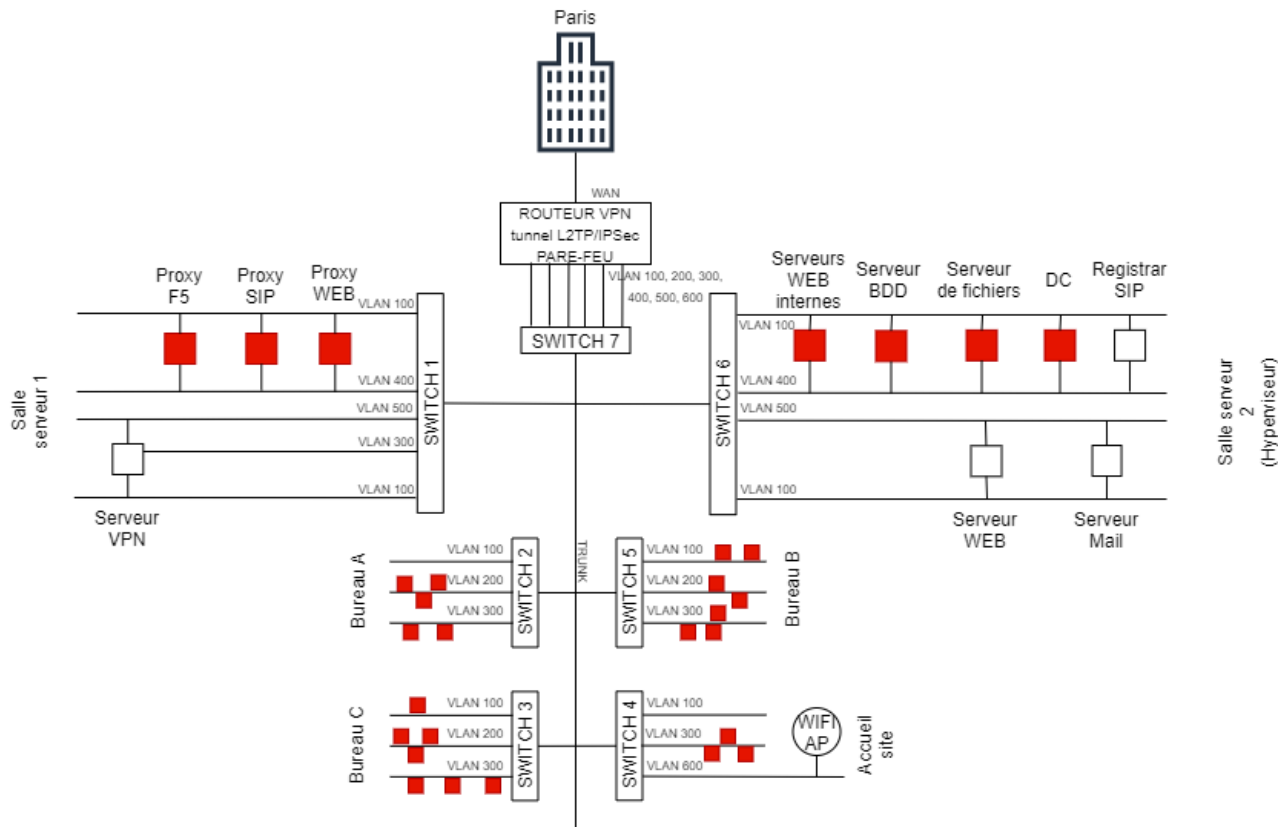 Paris
WAN
ROUTEUR VPN
tunnel L2TP/IPSec
PARE-FEU
VLAN 100, 200, 300,
400, 500, 600
SWITCH 7
Proxy
F5
Proxy
SIP
Proxy
WEB
VLAN 100
VLAN 400
VLAN 500
VLAN 300
VLAN 100
SWITCH 1
Salle
serveur 1
Serveur
VPN
Serveurs
WEB
internes
Serveur
BDD
Serveur
de fichiers
DC
Registrar
SIP
SWITCH 6
VLAN 100
VLAN 400
VLAN 500
VLAN 100
Salle serveur
2
(Hyperviseur)
Serveur
WEB
Serveur
Mail
TRUNK
Bureau A
VLAN 100
VLAN 200
VLAN 300
SWITCH 2
SWITCH 5
VLAN 100
VLAN 200
VLAN 300
Bureau B
Bureau C
VLAN 100
VLAN 200
VLAN 300
SWITCH 3
SWITCH 4
VLAN 100
VLAN 300
VLAN 600
WIFI
AP
Accueil
site